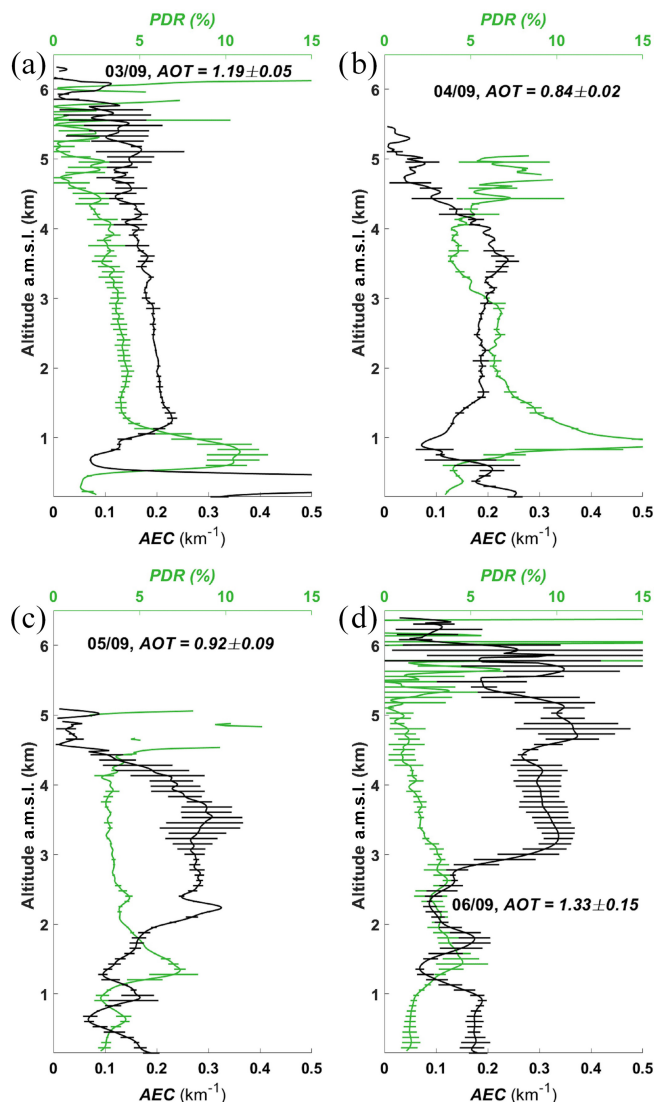 PDR (%)
0 5 10 15
(a)
03/09, AOT = 1.19±0.05
6
5
4
3
2
1
Altitude a.m.s.l. (km)
0 0.1 0.2 0.3 0.4 0.5
AEC (km-1)
PDR (%)
0 5 10 15
(b)
04/09, AOT = 0.84±0.02
6
5
4
3
2
1
Altitude a.m.s.l. (km)
0 0.1 0.2 0.3 0.4 0.5
AEC (km-1)
PDR (%)
0 5 10 15
(c)
05/09, AOT = 0.92±0.09
6
5
4
3
2
1
Altitude a.m.s.l. (km)
0 0.1 0.2 0.3 0.4 0.5
AEC (km-1)
PDR (%)
0 5 10 15
(d)
6
5
4
3
06/09, AOT = 1.33±0.15
2
1
Altitude a.m.s.l. (km)
0 0.1 0.2 0.3 0.4 0.5
AEC (km-1)